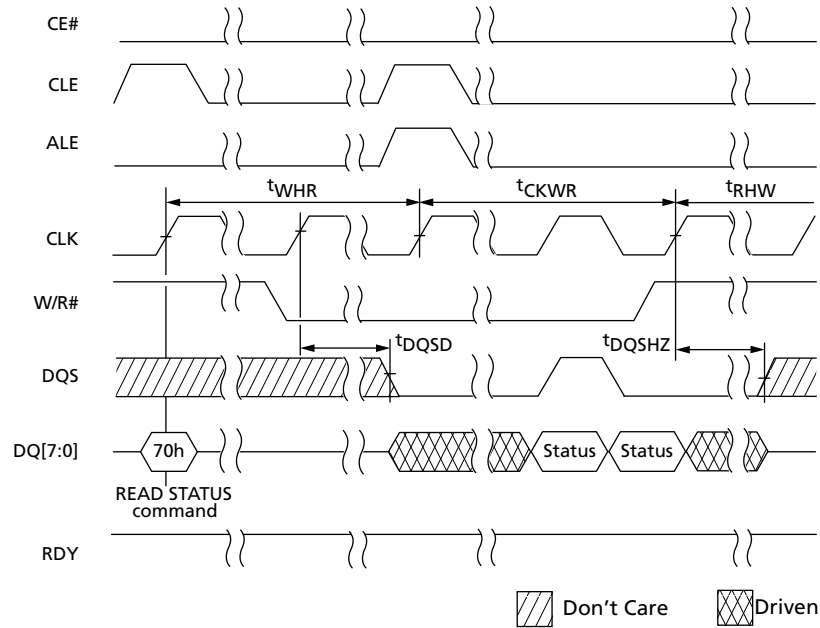 CE#
CLE
ALE
tWHR tCKWR tRHW
CLK
W/R#
tDQSD tDQSHZ
DQS
DQ[7:0] 70h Status Status
READ STATUS
command
RDY
Don't Care Driven